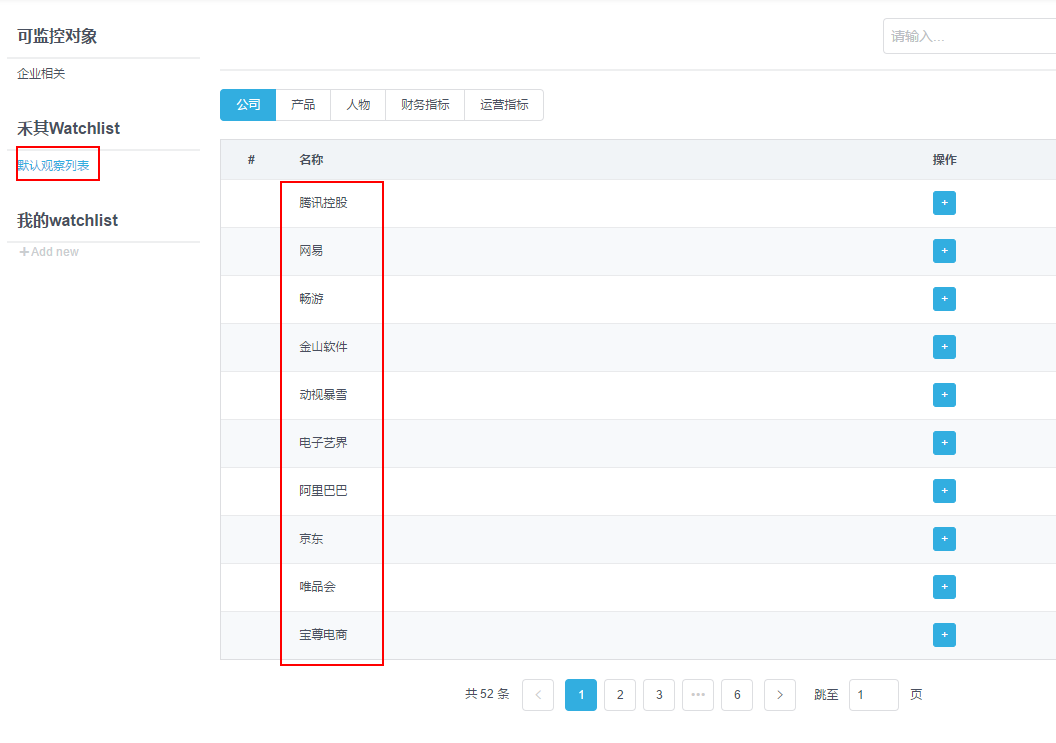 可监控对象
企业相关
禾其Watchlist
默认观察列表
我的watchlist
+Add new
请输入...
公司 产品 人物 财务指标 运营指标
# 名称 操作
腾讯控股 +
网易 +
畅游 +
金山软件 +
动视暴雪 +
电子艺界 +
阿里巴巴 +
京东 +
唯品会 +
宝尊电商 +
共 52 条 < 1 2 3 ••• 6 > 跳至 1 页